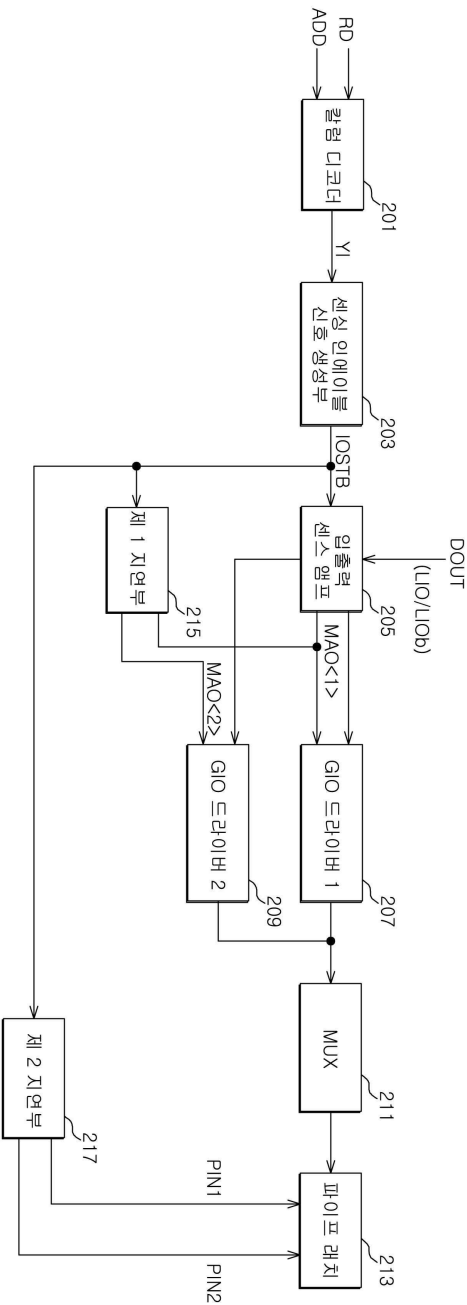 RD
ADD
칼럼 디코더
201
YI
센싱 인에이블
신호 생성부
203
IOSTB
DOUT
(LIO/LIOb)
입출력
센스 앰프
205
MAO<1>
제 1 지연부
215
MAO<2>
GIO 드라이버 1
207
GIO 드라이버 2
209
MUX
211
제 2 지연부
217
PIN1
PIN2
파이프 래치
213